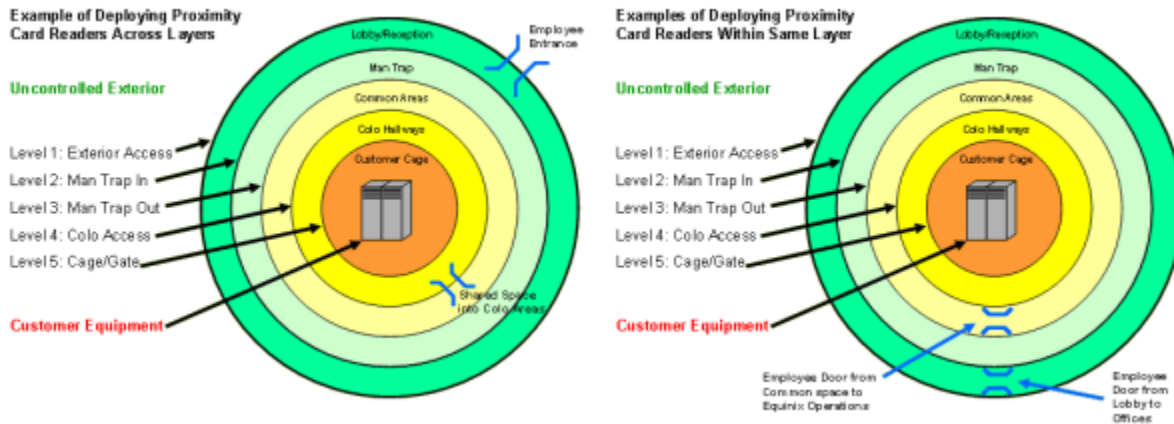 Example of Deploying Proximity
Card Readers Across Layers
Uncontrolled Exterior
Level 1: Exterior Access
Level 2: Man Trap In
Level 3: Man Trap Out
Level 4: Colo Access
Level 5: Cage/Gate
Customer Equipment
Lobby/Reception
Man Trap
Common Areas
Colo Hallways
Customer Cage
Employee
Entrance
Shared Space
into Colo Areas
Examples of Deploying Proximity
Card Readers Within Same Layer
Uncontrolled Exterior
Level 1: Exterior Access
Level 2: Man Trap In
Level 3: Man Trap Out
Level 4: Colo Access
Level 5: Cage/Gate
Customer Equipment
Lobby/Reception
Man Trap
Common Areas
Colo Hallways
Customer Cage
Employee Door from
Common space to
Equinix Operations
Employee
Door from
Lobby to
Offices